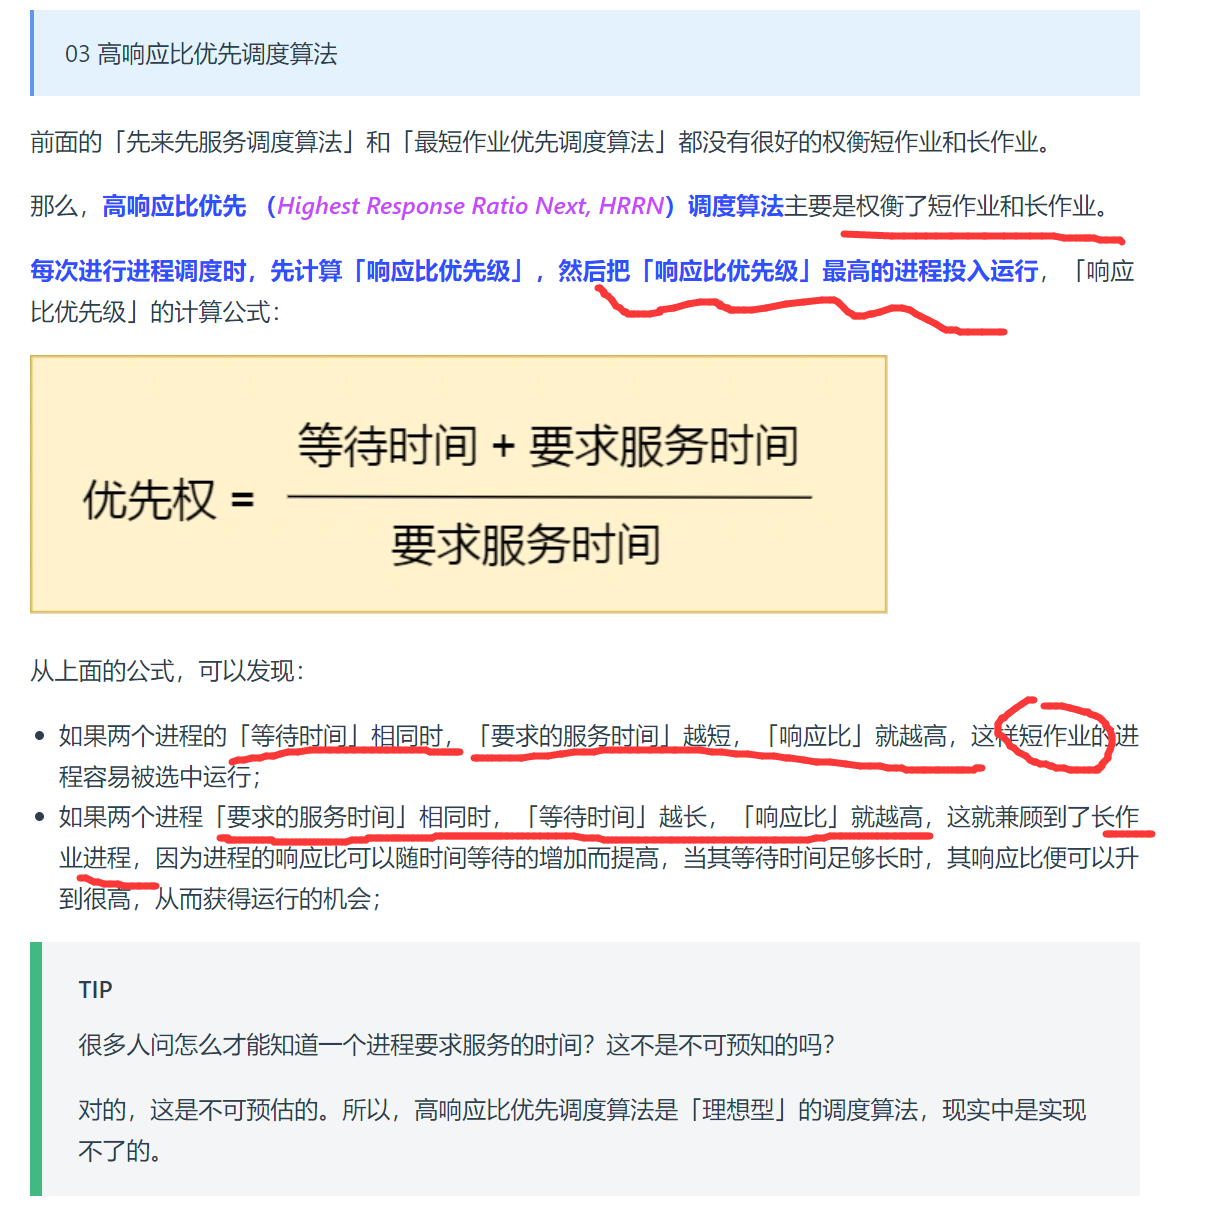 03 高响应比优先调度算法
前面的「先来先服务调度算法」和「最短作业优先调度算法」都没有很好的权衡短作业和长作业。
那么，高响应比优先 （Highest Response Ratio Next, HRRN）调度算法主要是权衡了短作业和长作业。
每次进行进程调度时，先计算「响应比优先级」，然后把「响应比优先级」最高的进程投入运行，「响应
比优先级」的计算公式：
等待时间 + 要求服务时间
优先权 =
要求服务时间
从上面的公式，可以发现：
如果两个进程的「等待时间」相同时，「要求的服务时间」越短，「响应比」就越高，这样短作业的进
程容易被选中运行；
如果两个进程「要求的服务时间」相同时，「等待时间」越长，「响应比」就越高，这就兼顾到了长作
业进程，因为进程的响应比可以随时间等待的增加而提高，当其等待时间足够长时，其响应比便可以升
到很高，从而获得运行的机会；
TIP
很多人问怎么才能知道一个进程要求服务的时间？这不是不可预知的吗？
对的，这是不可预估的。所以，高响应比优先调度算法是「理想型」的调度算法，现实中是实现
不了的。